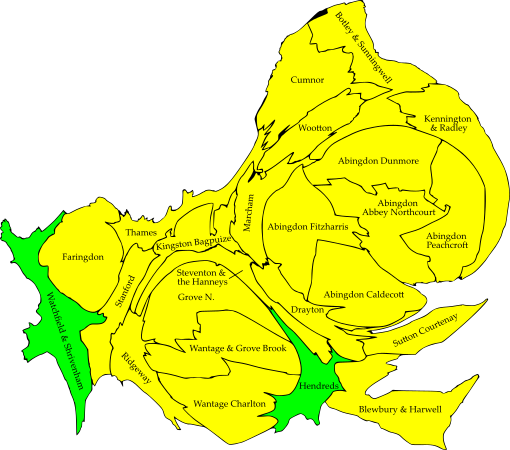 Botley & Sunningwell
Cumnor
Kennington
& Radley
Wootton
Abingdon Dunmore
Marcham
Abingdon
Abbey Northcourt
Abingdon Fitzharris
Thames
Kingston Bagpuize
Abingdon
Peachcroft
Faringdon
Steventon &
the Hanneys
Stanford
Grove N.
Abingdon Caldecott
Drayton
Watchfield & Shrivenham
Sutton Courtenay
Wantage & Grove Brook
Ridgeway
Hendreds
Wantage Charlton
Blewbury & Harwell